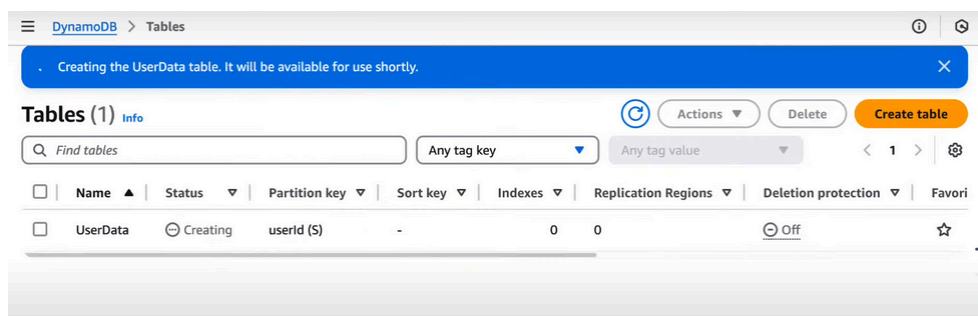 DynamoDB > Tables
Creating the UserData table. It will be available for use shortly.
Tables (1) Info Actions Delete Create table
Find tables Any tag key Any tag value < 1 >
Name Status Partition key Sort key Indexes Replication Regions Deletion protection Favori
UserData Creating userId (S) - 0 0 Off